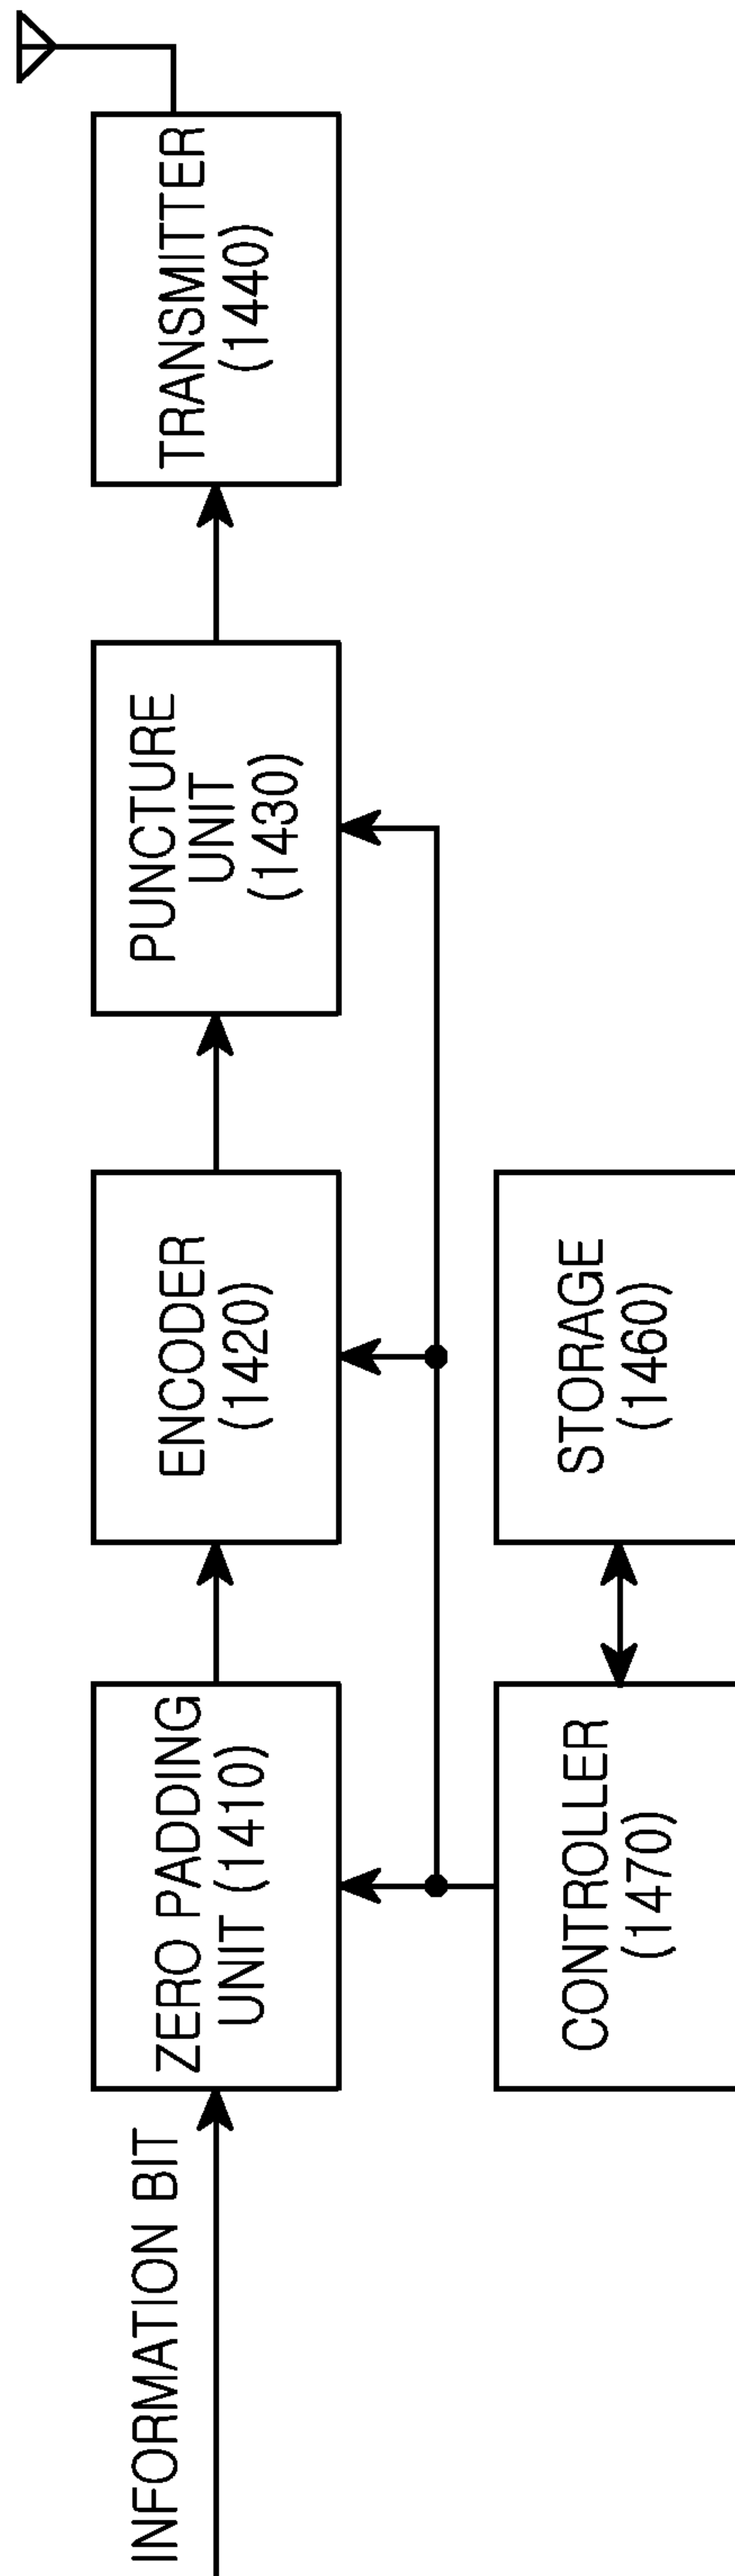 INFORMATION BIT
ZERO PADDING
UNIT (1410)
ENCODER
(1420)
PUNCTURE
UNIT
(1430)
TRANSMITTER
(1440)
CONTROLLER
(1470)
STORAGE
(1460)